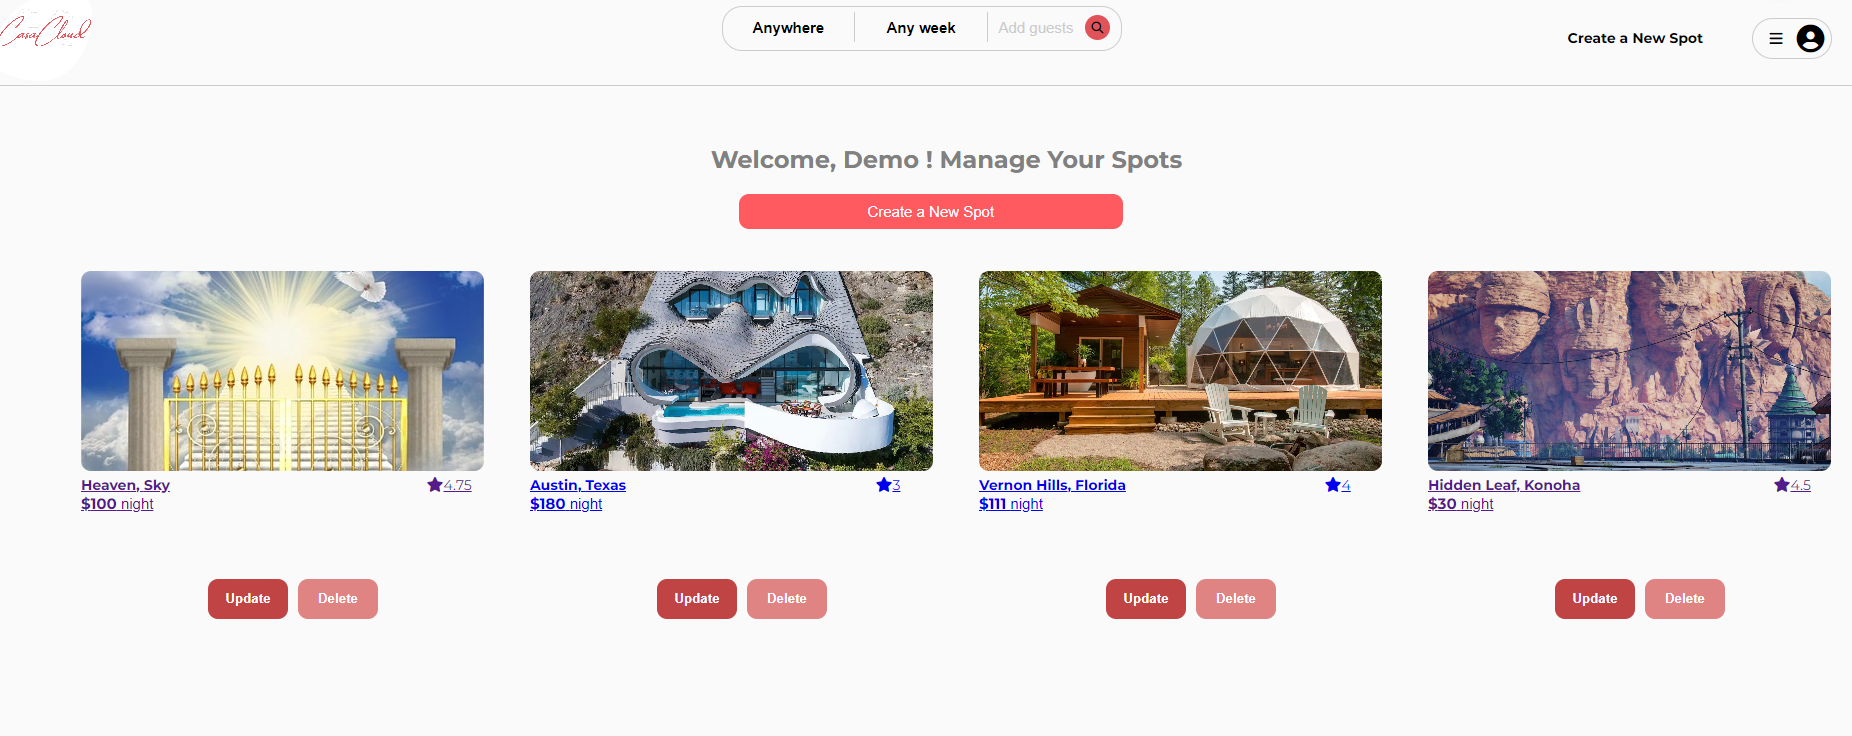 CasaCloud
Anywhere
Any week
Add guests
Create a New Spot
Welcome, Demo ! Manage Your Spots
Create a New Spot
Heaven, Sky
4.75
$100 night
Austin, Texas
3
$180 night
Vernon Hills, Florida
4
$111 night
Hidden Leaf, Konoha
4.5
$30 night
Update
Delete
Update
Delete
Update
Delete
Update
Delete